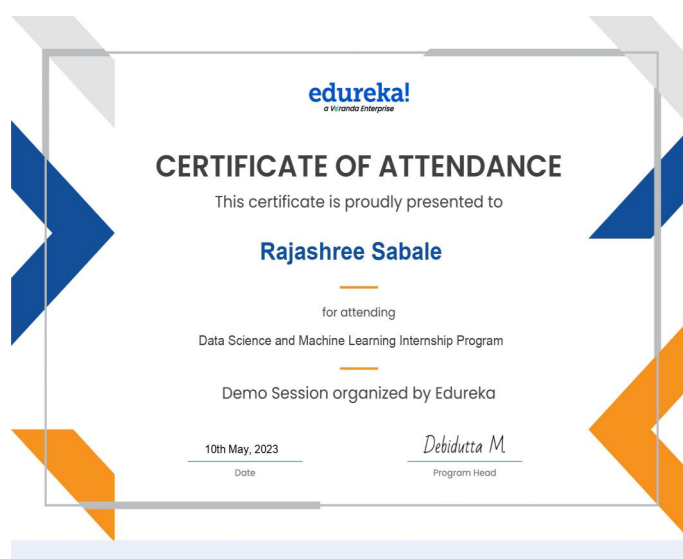 edureka!
a Veranda Enterprise
CERTIFICATE OF ATTENDANCE
This certificate is proudly presented to
Rajashree Sabale
for attending
Data Science and Machine Learning Internship Program
Demo Session organized by Edureka
10th May, 2023
Debidutta M
Date
Program Head